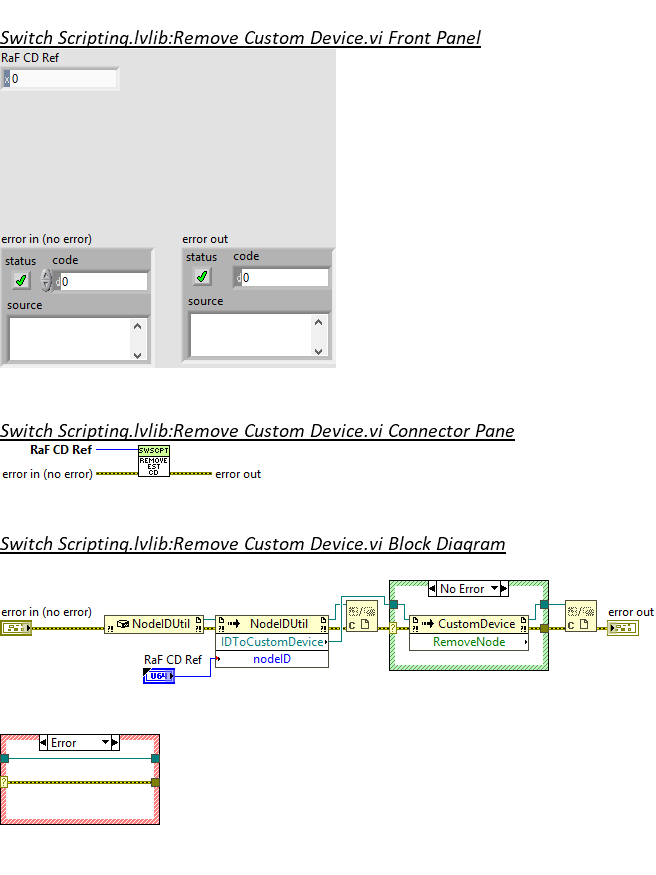 Switch Scripting.lvlib:Remove Custom Device.vi Front Panel
RaF CD Ref
x 0
error in (no error)
error out
status code
d 0
source
status code
d 0
source
Switch Scripting.lvlib:Remove Custom Device.vi Connector Pane
RaF CD Ref
SWSCPT
REMOVE
EST
CD
error in (no error)
error out
Switch Scripting.lvlib:Remove Custom Device.vi Block Diagram
No Error
error in (no error)
error out
NodeIDUtil
NodeIDUtil
IDToCustomDevice
nodeID
C
CustomDevice
RemoveNode
C
RaF CD Ref
U64
Error
?
?